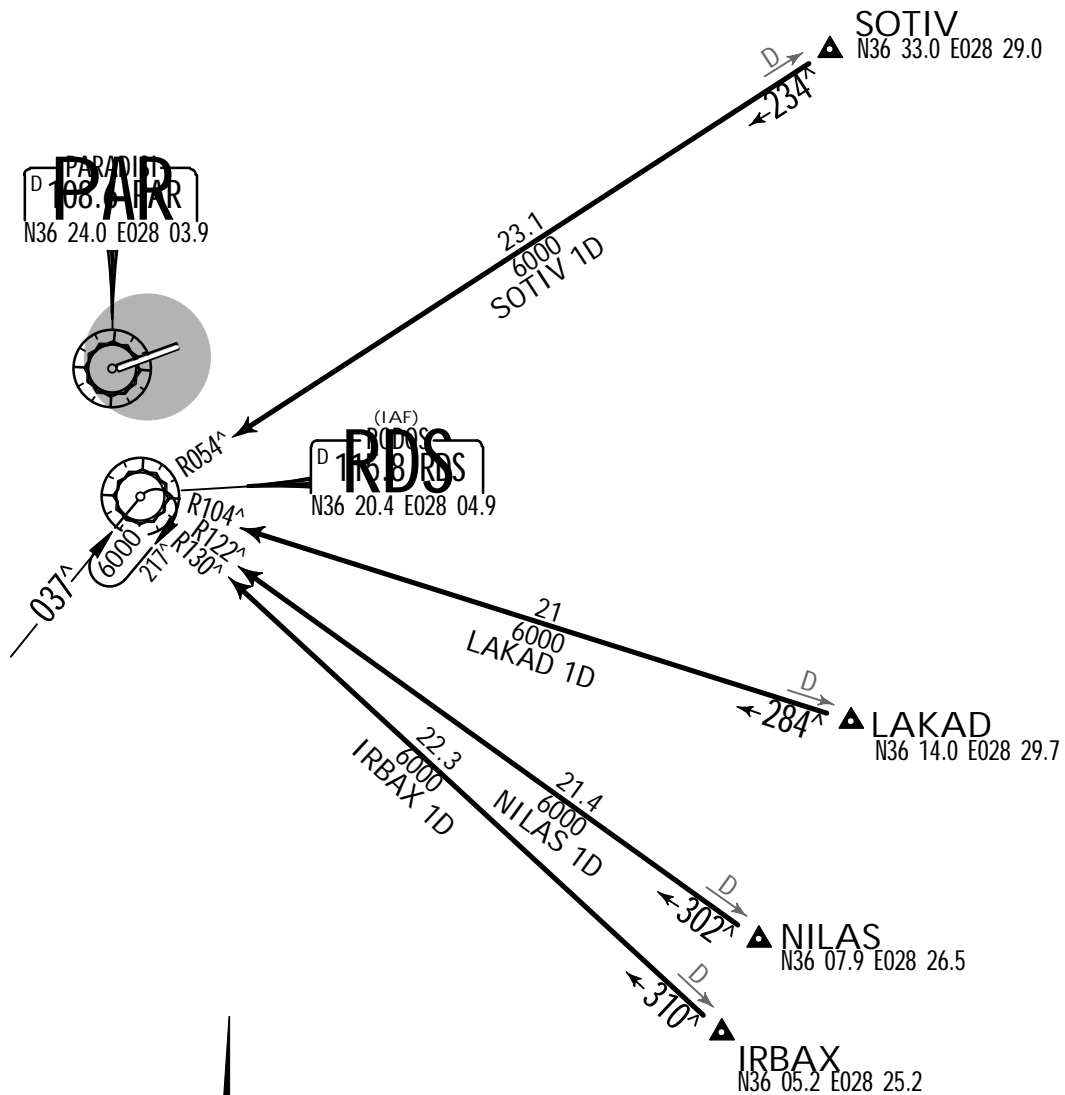 SOTIV
N36 33.0 E028 29.0
D
234^
PARADISI
D 108.6 PAR
PAR
N36 24.0 E028 03.9
23.1
6000
SOTIV 1D
(IAF)
RODOS
D 115.8 RDS
RDS
N36 20.4 E028 04.9
R054^
R104^
R122^
R130^
6000
217^
037^
21
6000
LAKAD 1D
D
284^
LAKAD
N36 14.0 E028 29.7
22.3
6000
IRBAX 1D
21.4
6000
NILAS 1D
D
302^
NILAS
N36 07.9 E028 26.5
D
310^
IRBAX
N36 05.2 E028 25.2